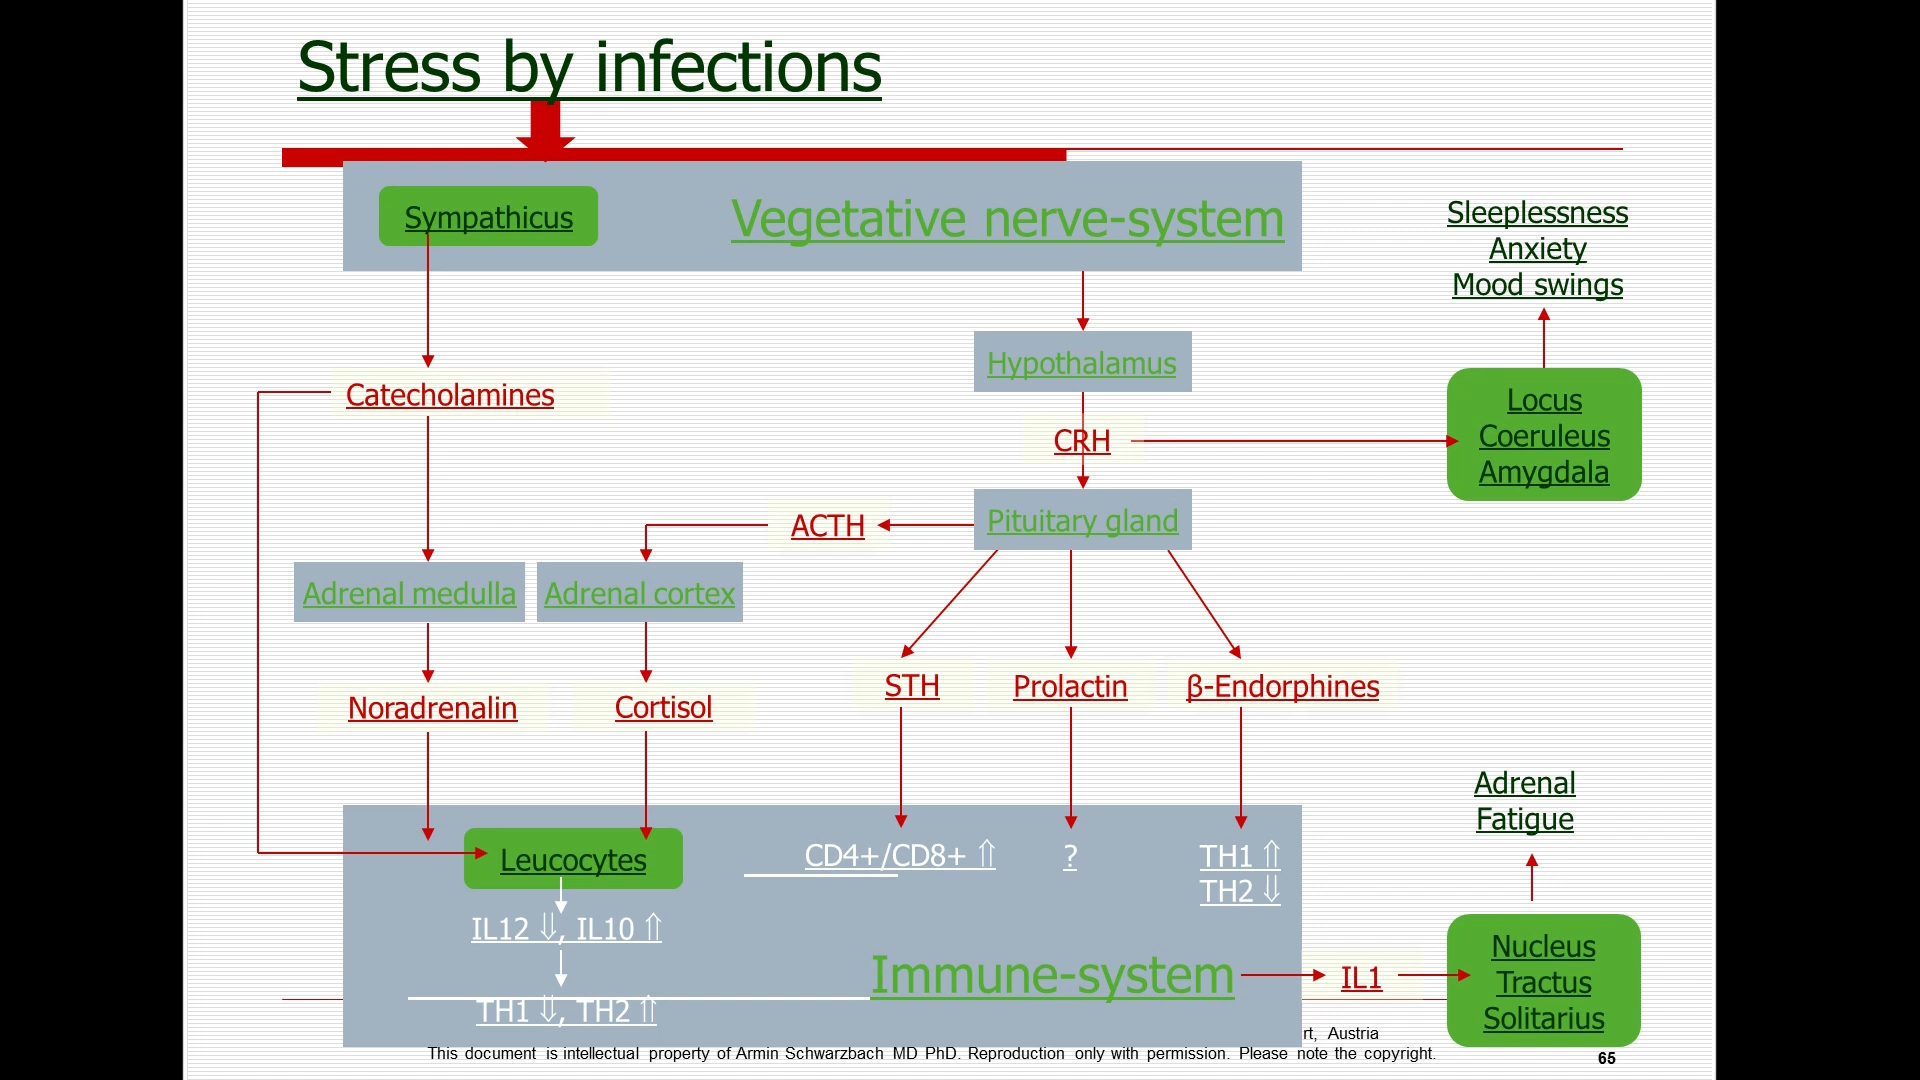 Stress by infections
Sympathicus
Vegetative nerve-system
Sleeplessness
Anxiety
Mood swings
Hypothalamus
Catecholamines
CRH
Locus
Coeruleus
Amygdala
ACTH
Pituitary gland
Adrenal medulla
Adrenal cortex
Noradrenalin
Cortisol
STH
Prolactin
β-Endorphines
Adrenal
Fatigue
Leucocytes
CD4+/CD8+ ⇑
?
TH1 ⇑
TH2 ⇓
IL12 ⇓, IL10 ⇑
Immune-system
IL1
Nucleus
Tractus
Solitarius
TH1 ⇓, TH2 ⇑
rt, Austria
This document is intellectual property of Armin Schwarzbach MD PhD. Reproduction only with permission. Please note the copyright.
65